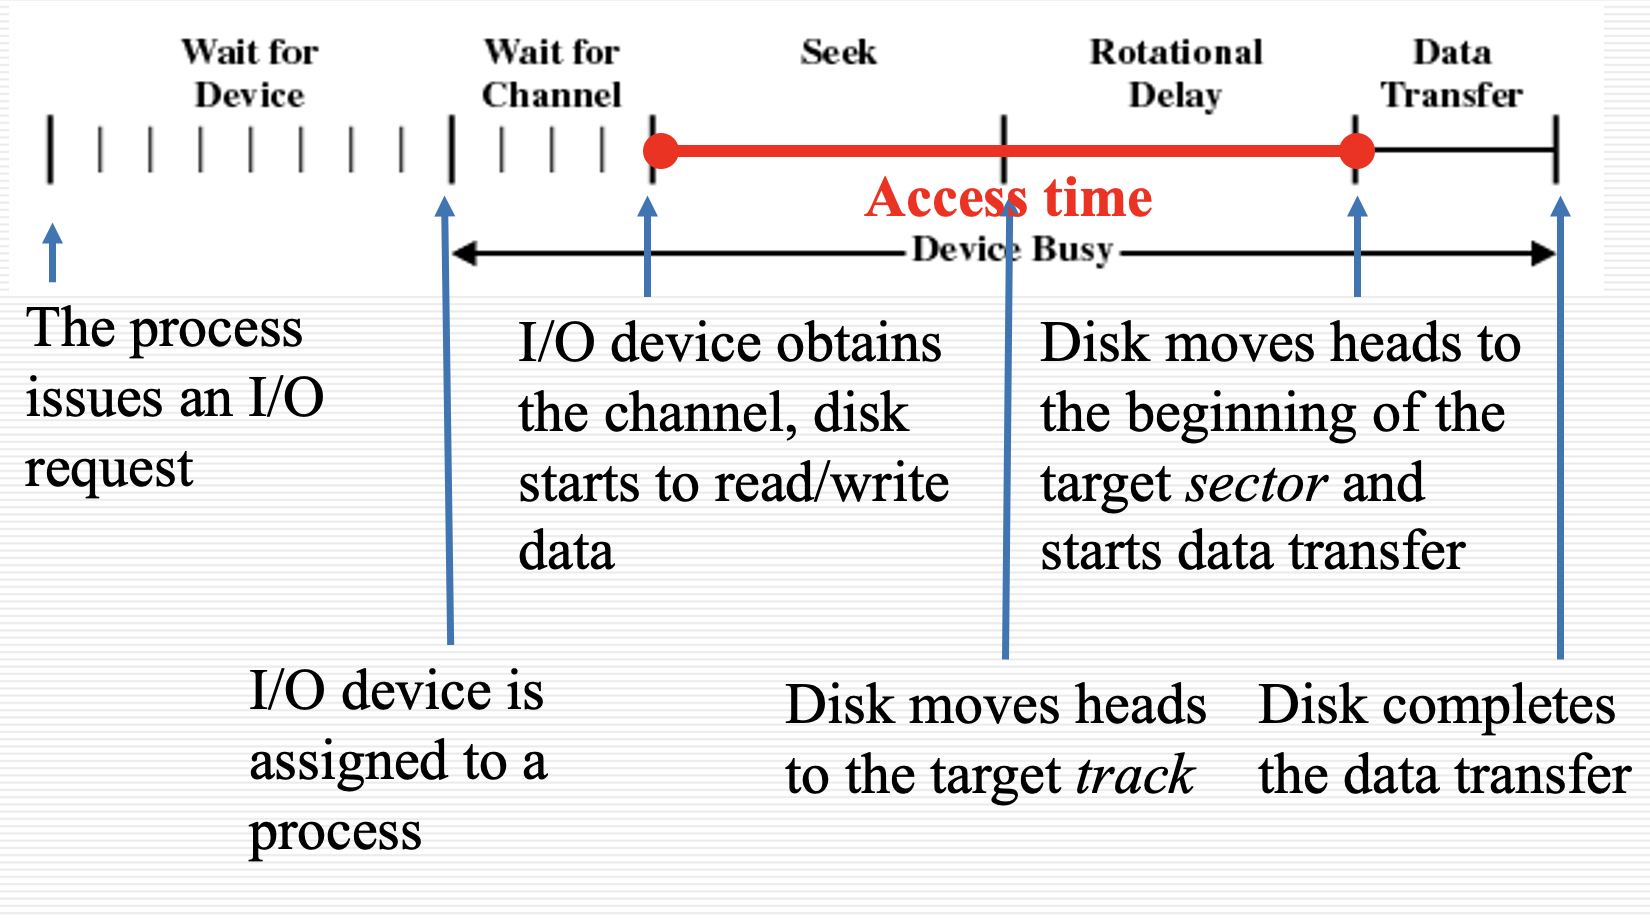 Wait for
Device
Wait for
Channel
Seek
Rotational
Delay
Data
Transfer
Access time
Device Busy
The process
issues an I/O
request
I/O device obtains
the channel, disk
starts to read/write
data
Disk moves heads to
the beginning of the
target sector and
starts data transfer
I/O device is
assigned to a
process
Disk moves heads
to the target track
Disk completes
the data transfer